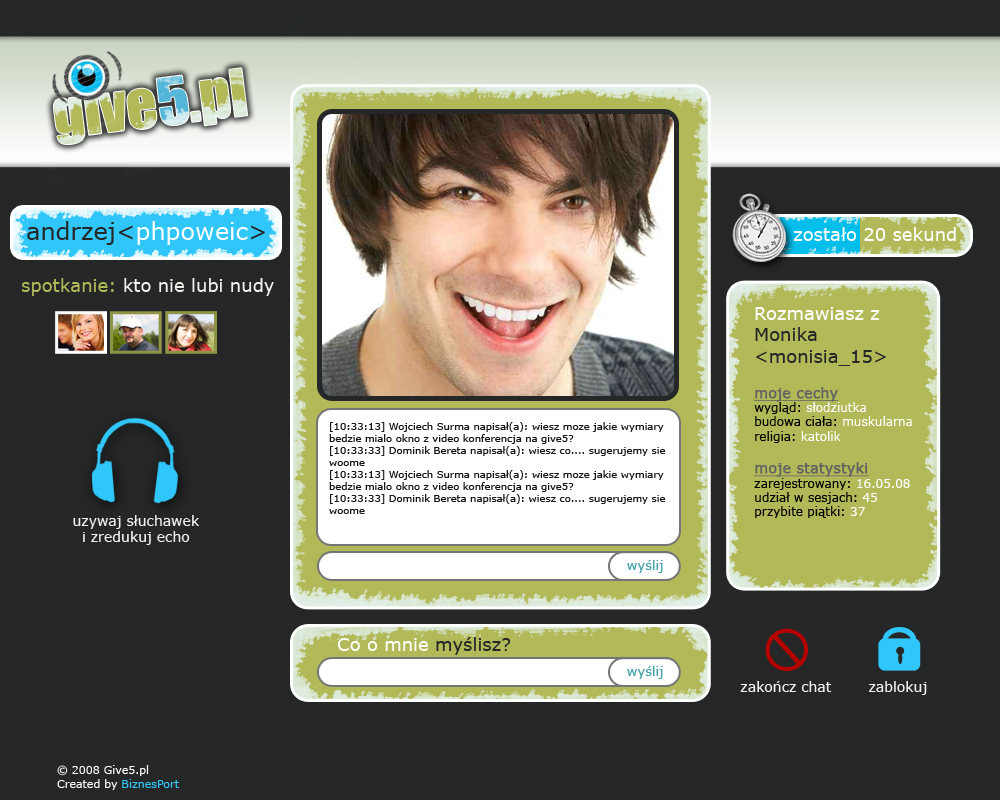 give5.pl
andrzej<phpoweic>
spotkanie: kto nie lubi nudy
uzywaj słuchawek
i zredukuj echo
[10:33:13] Wojciech Surma napisał(a): wiesz moze jakie wymiary
bedzie mialo okno z video konferencja na give5?
[10:33:33] Dominik Bereta napisał(a): wiesz co.... sugerujemy sie
woome
[10:33:13] Wojciech Surma napisał(a): wiesz moze jakie wymiary
bedzie mialo okno z video konferencja na give5?
[10:33:33] Dominik Bereta napisał(a): wiesz co.... sugerujemy sie
woome
wyślij
Co o mnie myślisz?
wyślij
zostało 20 sekund
Rozmawiasz z
Monika
<monisia_15>
moje cechy
wygląd: słodziutka
budowa ciała: muskularna
religia: katolik
moje statystyki
zarejestrowany: 16.05.08
udział w sesjach: 45
przybite piątki: 37
zakończ chat
zablokuj
© 2008 Give5.pl
Created by BiznesPort